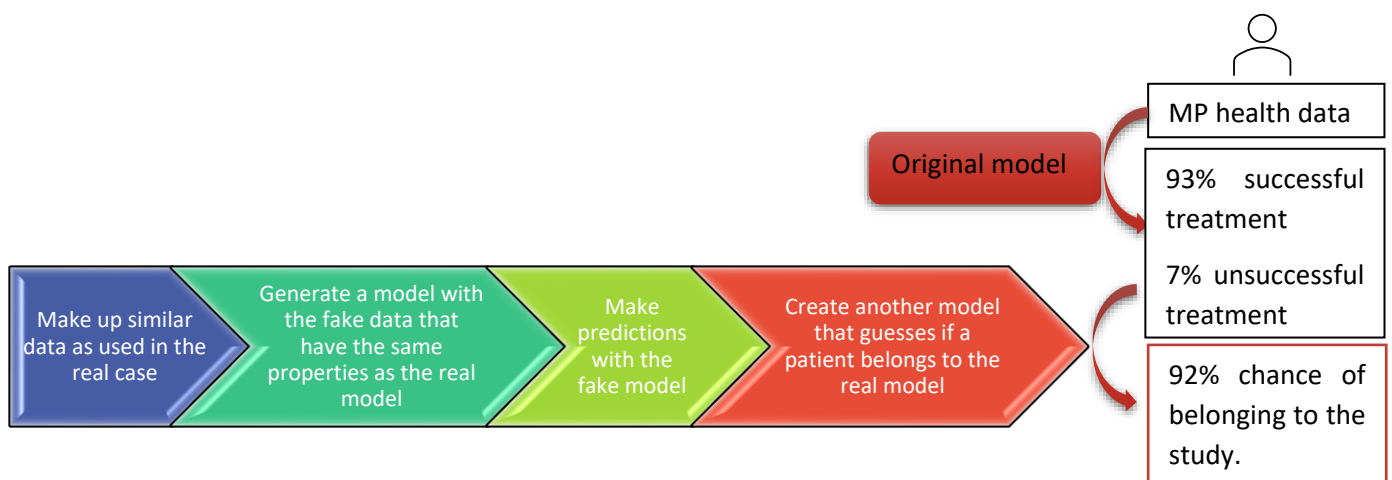 MP health data
Original model
93% successful
treatment
7% unsuccessful
treatment
Make up similar
data as used in the
real case
Generate a model with
the fake data that
have the same
properties as the real
model
Make
predictions
with the
fake model
Create another model
that guesses if a
patient belongs to the
real model
92% chance of
belonging to the
study.